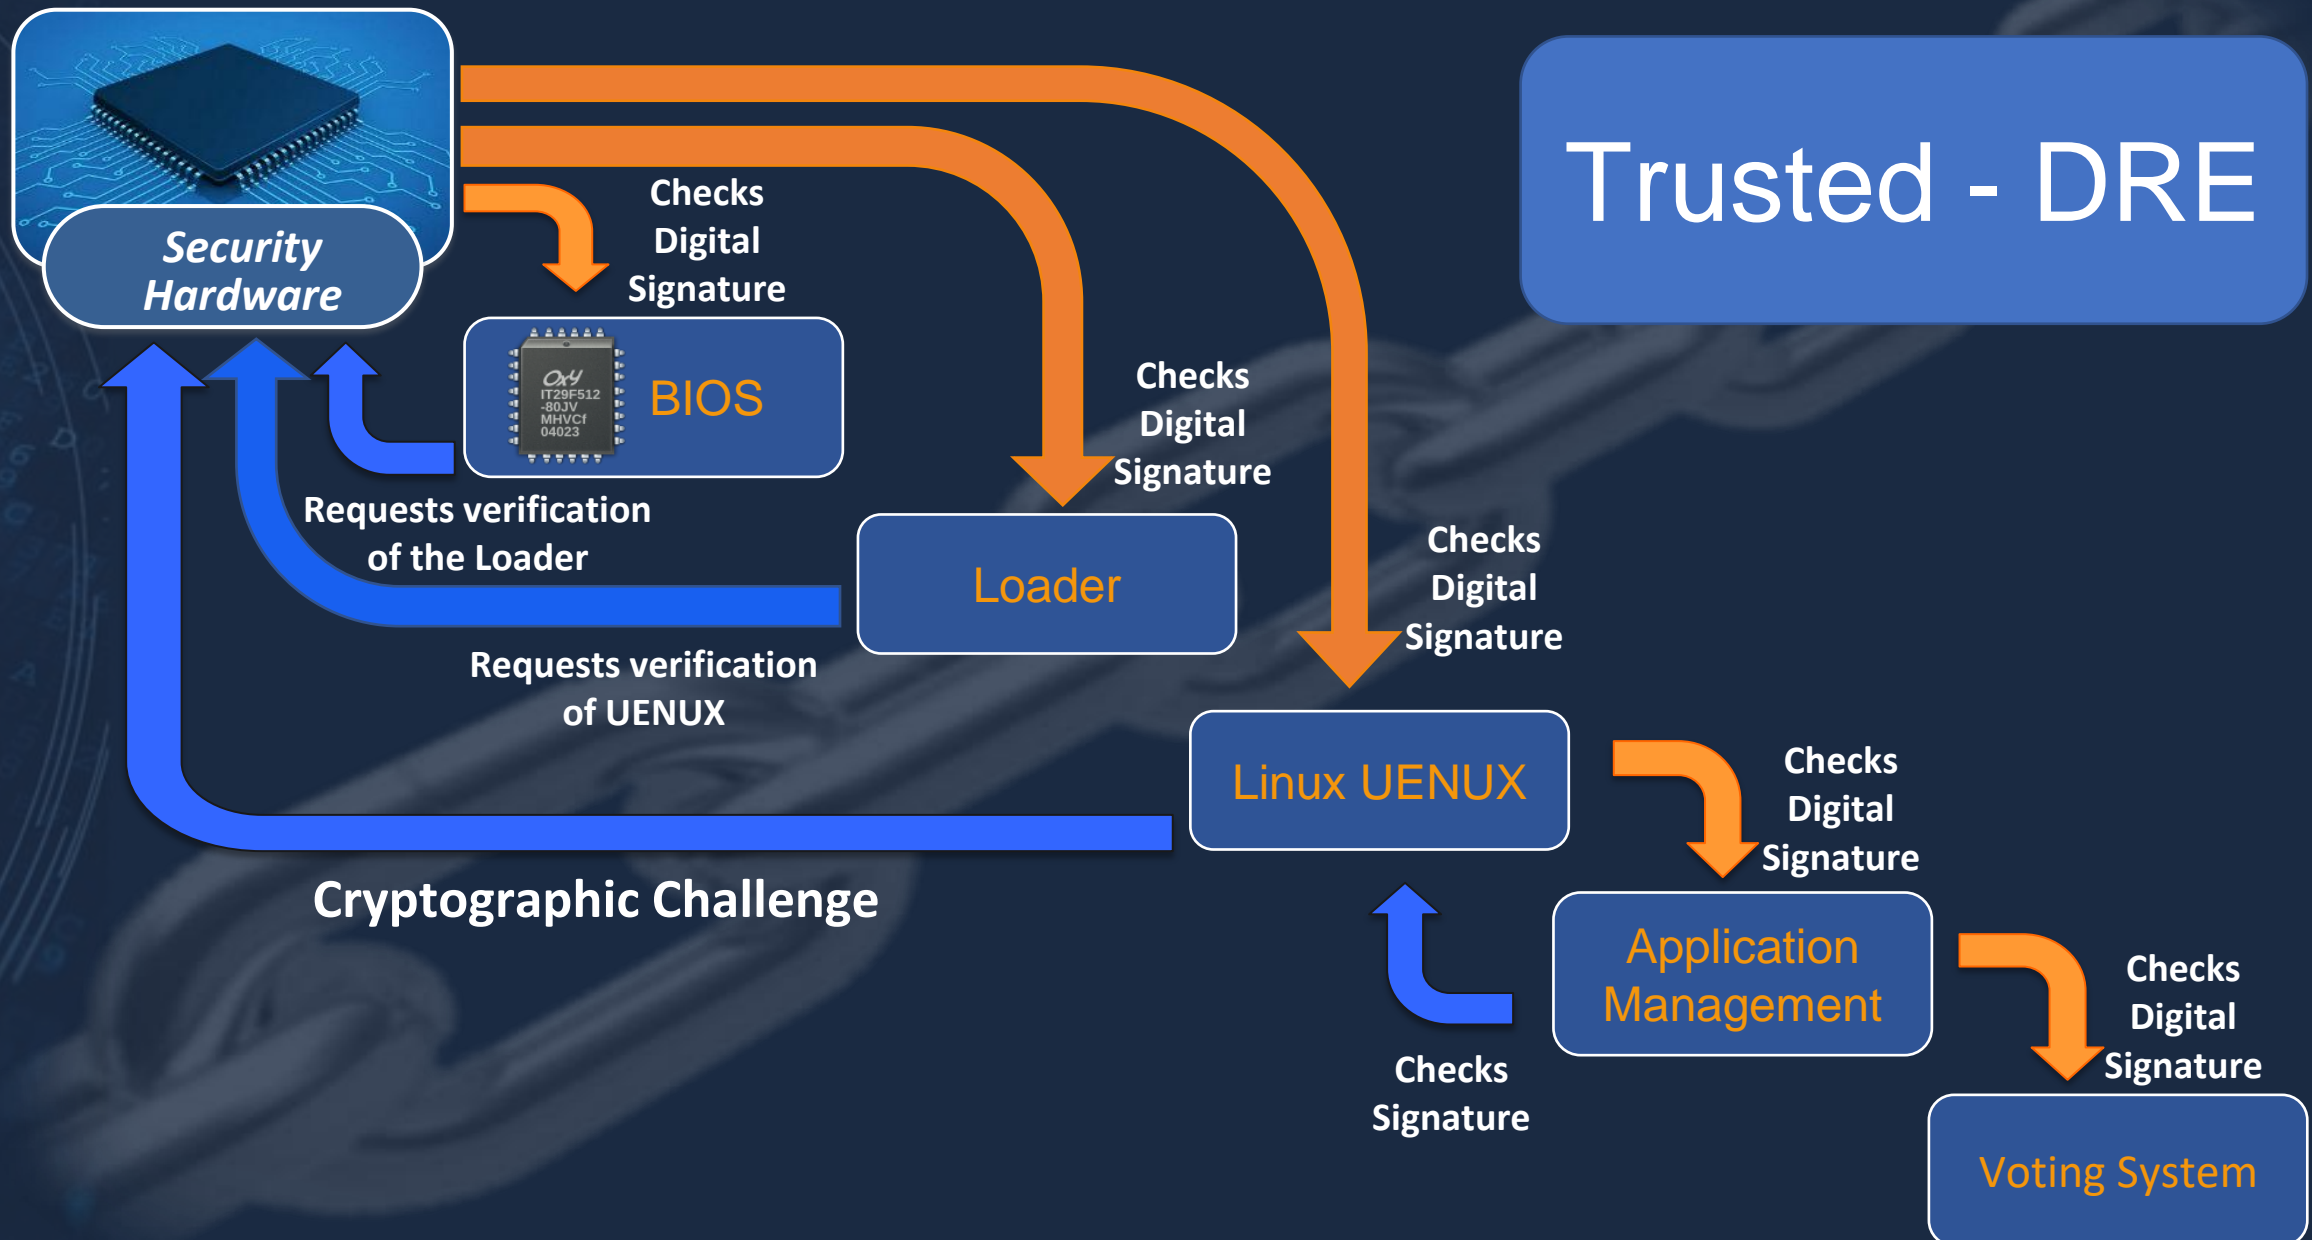 Trusted - DRE
Security
Hardware
Checks
Digital
Signature
Oxy
IT29F512
-80JV
MHVCf
04023
BIOS
Requests verification
of the Loader
Checks
Digital
Signature
Loader
Requests verification
of UENUX
Checks
Digital
Signature
Linux UENUX
Cryptographic Challenge
Checks
Digital
Signature
Application
Management
Checks
Signature
Checks
Digital
Signature
Voting System